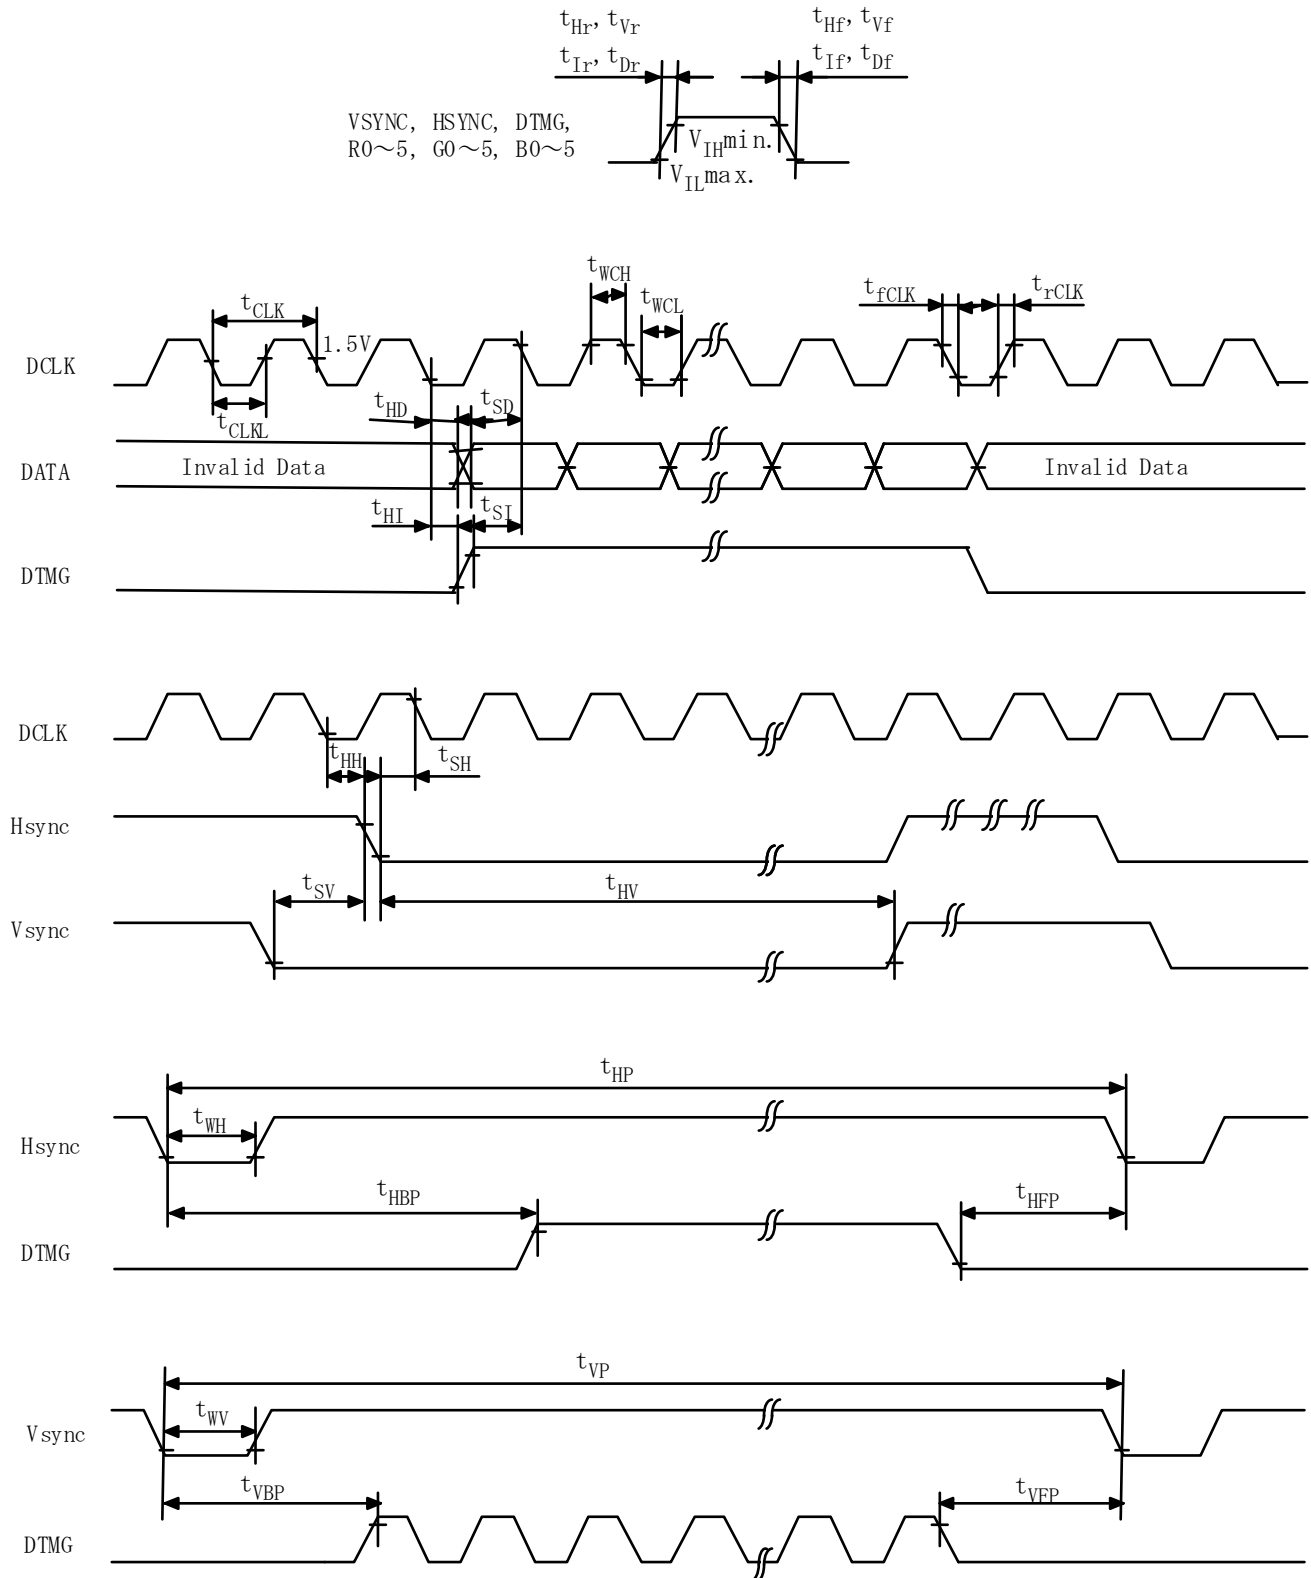 tHr, tVr
tIr, tDr
tHf, tVf
tIf, tDf
VSYNC, HSYNC, DTMG,
R0～5, G0～5, B0～5
VIHmin.
VILmax.
tCLK
tWCH
tWCL
tfCLK
trCLK
1.5V
DCLK
tCLKL
tHD
tSD
DATA
Invalid Data
Invalid Data
tHI
tSI
DTMG
DCLK
tHH
tSH
Hsync
tSV
tHV
Vsync
tHP
tWH
Hsync
tHBP
tHFP
DTMG
tVP
tWV
Vsync
tVBP
tVFP
DTMG